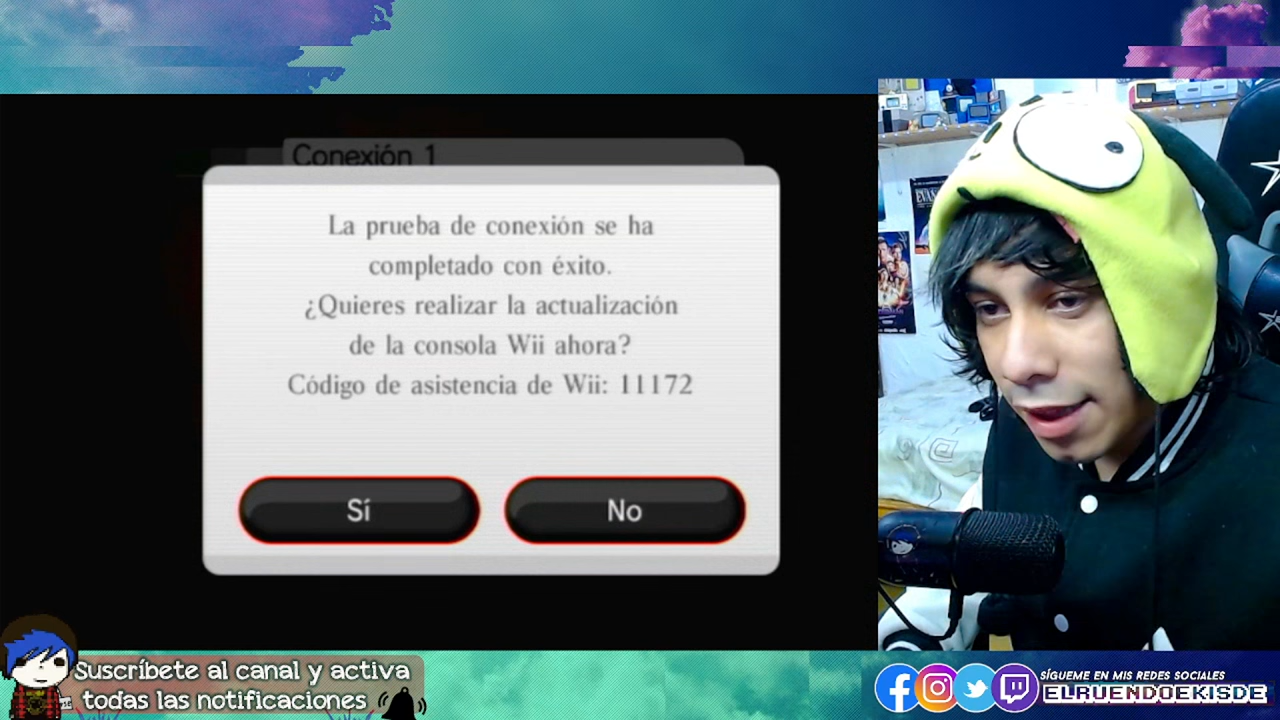 Conexión 1
La prueba de conexión se ha
completado con éxito.
¿Quieres realizar la actualización
de la consola Wii ahora?
Código de asistencia de Wii: 11172
Sí
No
EVAN
Suscríbete al canal y activa
todas las notificaciones
SÍGUEME EN MIS REDES SOCIALES
ELRUENDOEKISDE